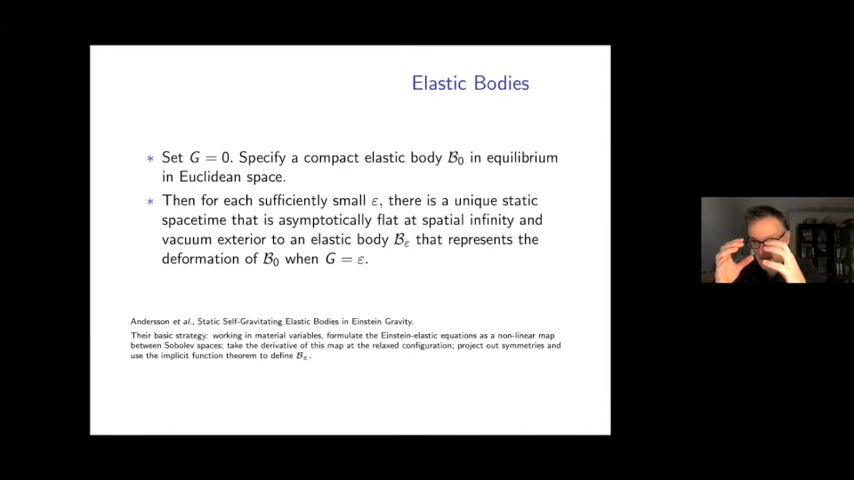 Elastic Bodies
* Set G = 0. Specify a compact elastic body ℬ₀ in equilibrium
in Euclidean space.
* Then for each sufficiently small ε, there is a unique static
spacetime that is asymptotically flat at spatial infinity and
vacuum exterior to an elastic body ℬ_ε that represents the
deformation of ℬ₀ when G = ε.
Andersson et al., Static Self-Gravitating Elastic Bodies in Einstein Gravity.
Their basic strategy: working in material variables, formulate the Einstein-elastic equations as a non-linear map
between Sobolev spaces; take the derivative of this map at the relaxed configuration; project out symmetries and
use the implicit function theorem to define ℬ_ε.